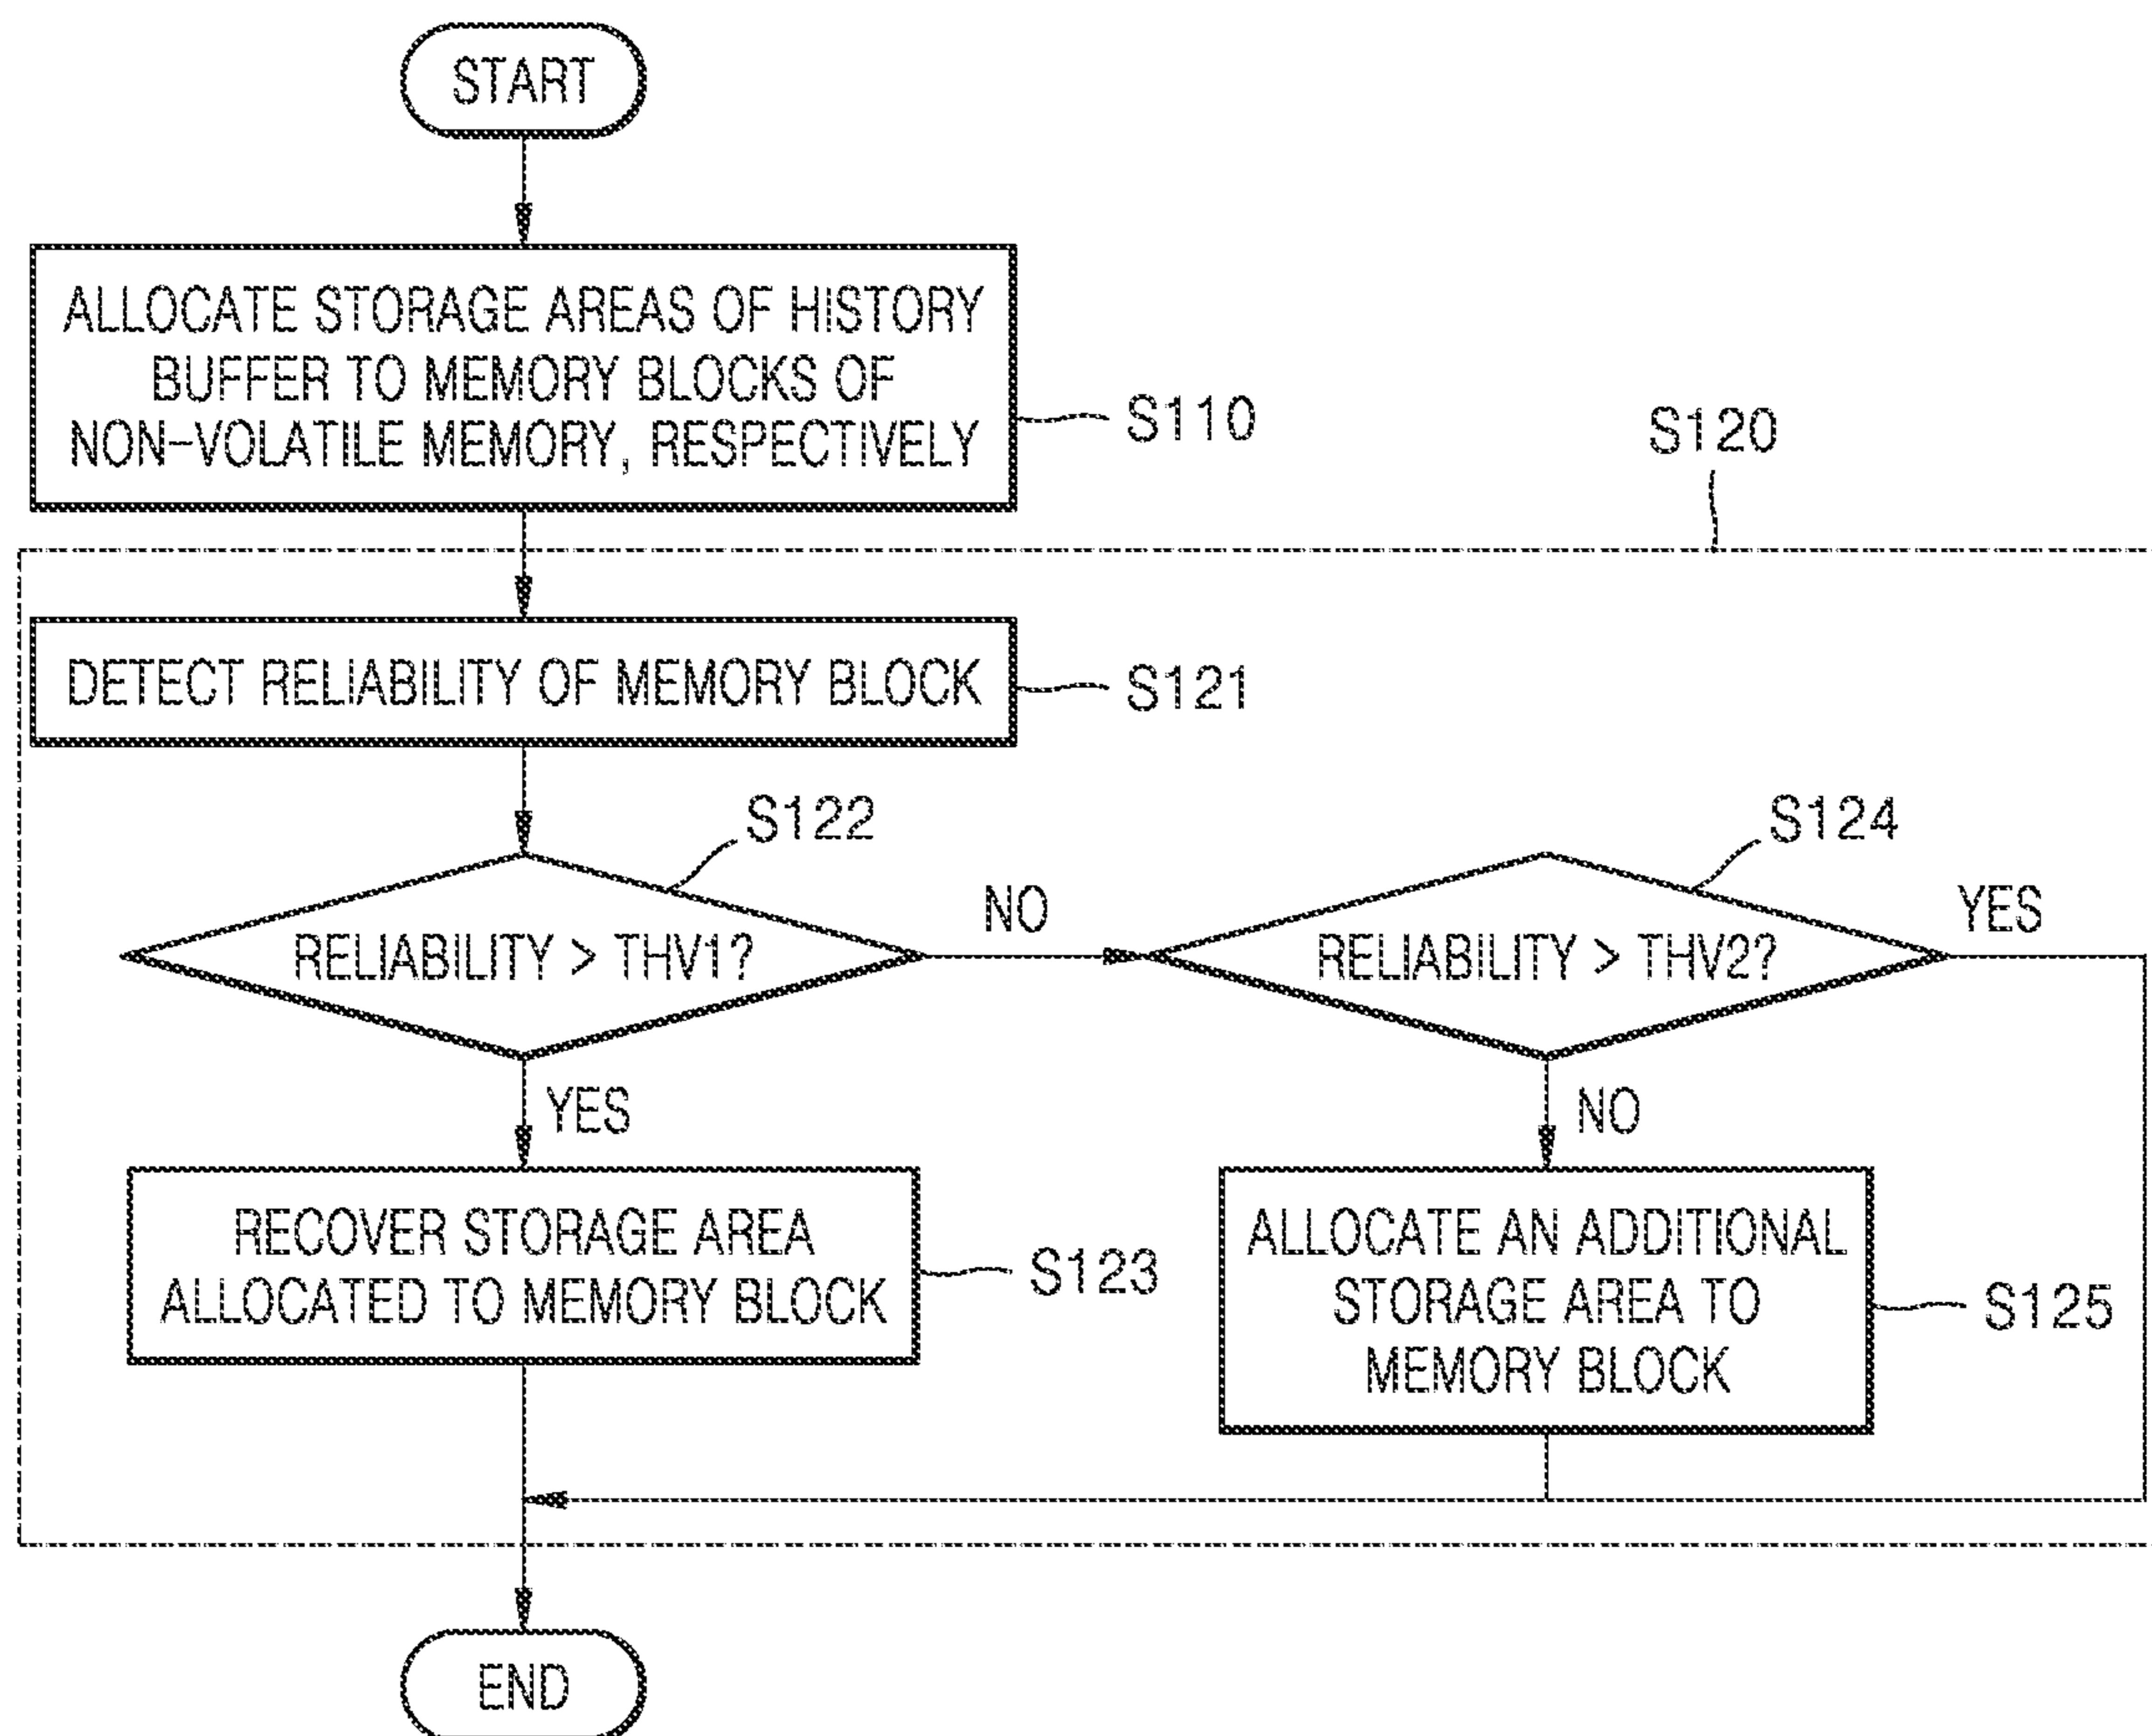 START
ALLOCATE STORAGE AREAS OF HISTORY
BUFFER TO MEMORY BLOCKS OF
NON-VOLATILE MEMORY, RESPECTIVELY
S110
S120
DETECT RELIABILITY OF MEMORY BLOCK
S121
S122
S124
RELIABILITY > THV1?
NO
RELIABILITY > THV2?
YES
YES
NO
RECOVER STORAGE AREA
ALLOCATED TO MEMORY BLOCK
S123
ALLOCATE AN ADDITIONAL
STORAGE AREA TO
MEMORY BLOCK
S125
END